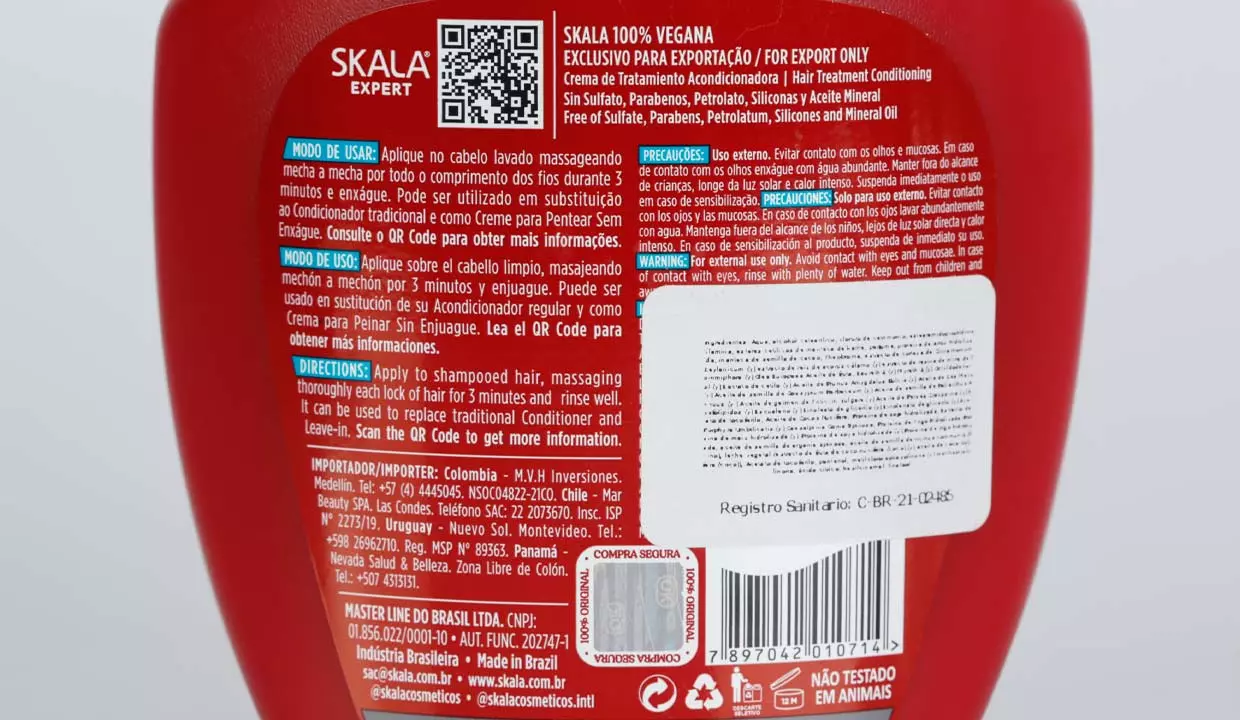 SKALA®
EXPERT
SKALA 100% VEGANA
EXCLUSIVO PARA EXPORTAÇÃO / FOR EXPORT ONLY
Crema de Tratamiento Acondicionadora | Hair Treatment Conditioning
Sin Sulfato, Parabenos, Petrolato, Siliconas y Aceite Mineral
Free of Sulfate, Parabens, Petrolatum, Silicones and Mineral Oil
MODO DE USAR: Aplique no cabelo lavado massageando
mecha a mecha por todo o comprimento dos fios durante 3
minutos e enxágue. Pode ser utilizado em substituição
ao Condicionador tradicional e como Creme para Pentear Sem
Enxágue. Consulte o QR Code para obter mais informações.
MODO DE USO: Aplique sobre el cabello limpio, masajeando
mechón a mechón por 3 minutos y enjuague. Puede ser
usado en sustitución de su Acondicionador regular y como
Crema para Peinar Sin Enjuague. Lea el QR Code para
obtener más informaciones.
DIRECTIONS: Apply to shampooed hair, massaging
thoroughly each lock of hair for 3 minutes and rinse well.
It can be used to replace traditional Conditioner and
Leave-in. Scan the QR Code to get more information.
IMPORTADOR/IMPORTER: Colombia - M.V.H Inversiones.
Medellín. Tel: +57 (4) 4445045. NSOC04822-21CO. Chile - Mar
Beauty SPA. Las Condes. Teléfono SAC: 22 2073670. Insc. ISP
N° 2273/19. Uruguay - Nuevo Sol. Montevideo. Tel.:
+598 26962710. Reg. MSP N° 89363. Panamá -
Nevada Salud & Belleza. Zona Libre de Colón.
Tel.: +507 4313131.
MASTER LINE DO BRASIL LTDA. CNPJ:
01.856.022/0001-10 • AUT. FUNC. 202747-1
Indústria Brasileira • Made in Brazil
sac@skala.com.br • www.skala.com.br
@skalacosmeticos • @skalacosmeticos.intl
PRECAUÇÕES: Uso externo. Evitar contato com os olhos e mucosas. Em caso
de contato com os olhos enxágue com água abundante. Manter fora do alcance
de crianças, longe da luz solar e calor intenso. Suspenda imediatamente o uso
em caso de sensibilização. PRECAUCIONES: Solo para uso externo. Evitar contacto
con los ojos y las mucosas. En caso de contacto con los ojos lavar abundantemente
con agua. Mantenga fuera del alcance de los niños, lejos de luz solar directa y calor
intenso. En caso de sensibilización al producto, suspenda de inmediato su uso.
WARNING: For external use only. Avoid contact with eyes and mucosae. In case
of contact with eyes, rinse with plenty of water. Keep out from children and
Registro Sanitario: C-BR-21-02485
COMPRA SEGURA
100% ORIGINAL
100% ORIGINAL
COMPRA SEGURA
OK
7 897042 010714 >
DESCARTE
SELETIVO
12 M
NÃO TESTADO
EM ANIMAIS